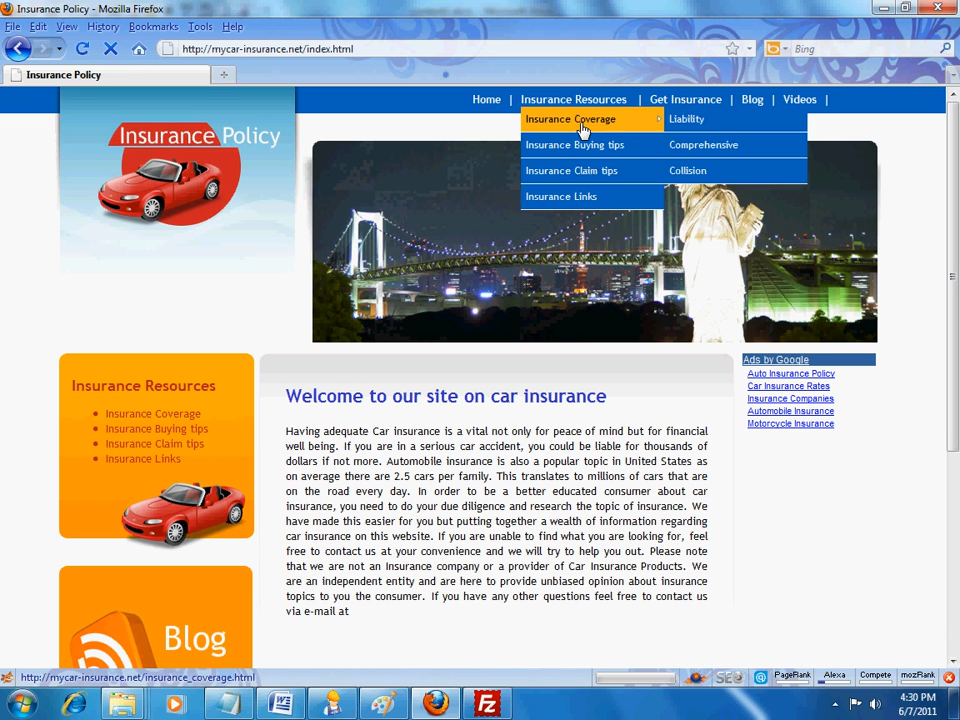 Insurance Policy - Mozilla Firefox
File Edit View History Bookmarks Tools Help
http://mycar-insurance.net/index.html
Bing
Insurance Policy
Home | Insurance Resources | Get Insurance | Blog | Videos |
Insurance Coverage
Liability
Insurance Buying tips
Comprehensive
Insurance Claim tips
Collision
Insurance Links
Insurance Policy
Insurance Resources
Insurance Coverage
Insurance Buying tips
Insurance Claim tips
Insurance Links
Welcome to our site on car insurance
Having adequate Car insurance is a vital not only for peace of mind but for financial
well being. If you are in a serious car accident, you could be liable for thousands of
dollars if not more. Automobile insurance is also a popular topic in United States as
on average there are 2.5 cars per family. This translates to millions of cars that are
on the road every day. In order to be a better educated consumer about car
insurance, you need to do your due diligence and research the topic of insurance. We
have made this easier for you but putting together a wealth of information regarding
car insurance on this website. If you are unable to find what you are looking for, feel
free to contact us at your convenience and we will try to help you out. Please note
that we are not an Insurance company or a provider of Car Insurance Products. We
are an independent entity and are here to provide unbiased opinion about insurance
topics to you the consumer. If you have any other questions feel free to contact us
via e-mail at
Ads by Google
Auto Insurance Policy
Car Insurance Rates
Insurance Companies
Automobile Insurance
Motorcycle Insurance
Blog
http://mycar-insurance.net/insurance_coverage.html
SEO
PageRank
Alexa
Compete
mozRank
4:30 PM
6/7/2011